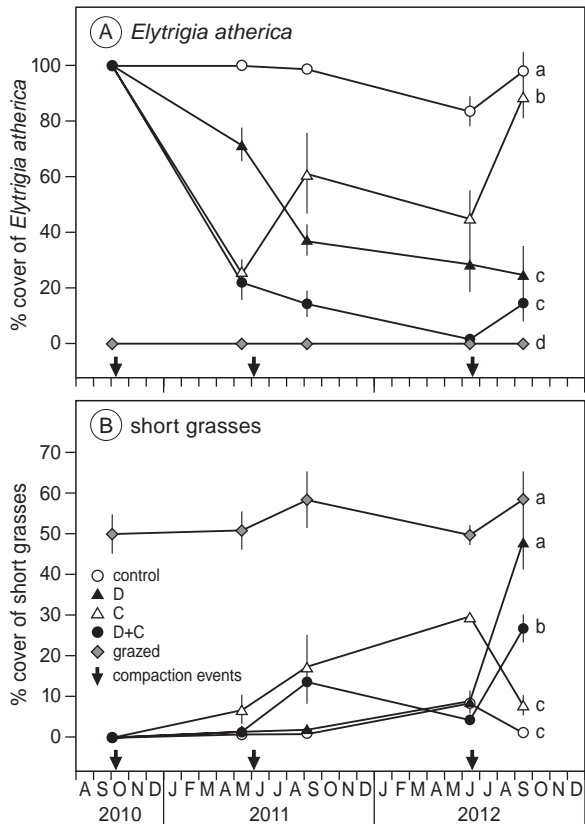 A Elytrigia atherica
% cover of Elytrigia atherica
100
80
60
40
20
0
a
b
c
c
d
B short grasses
% cover of short grasses
70
60
50
40
30
20
10
0
control
D
C
D+C
grazed
compaction events
a
a
b
c
c
A S O N D J F M A M J J A S O N D J F M A M J J A S O N D
2010 2011 2012